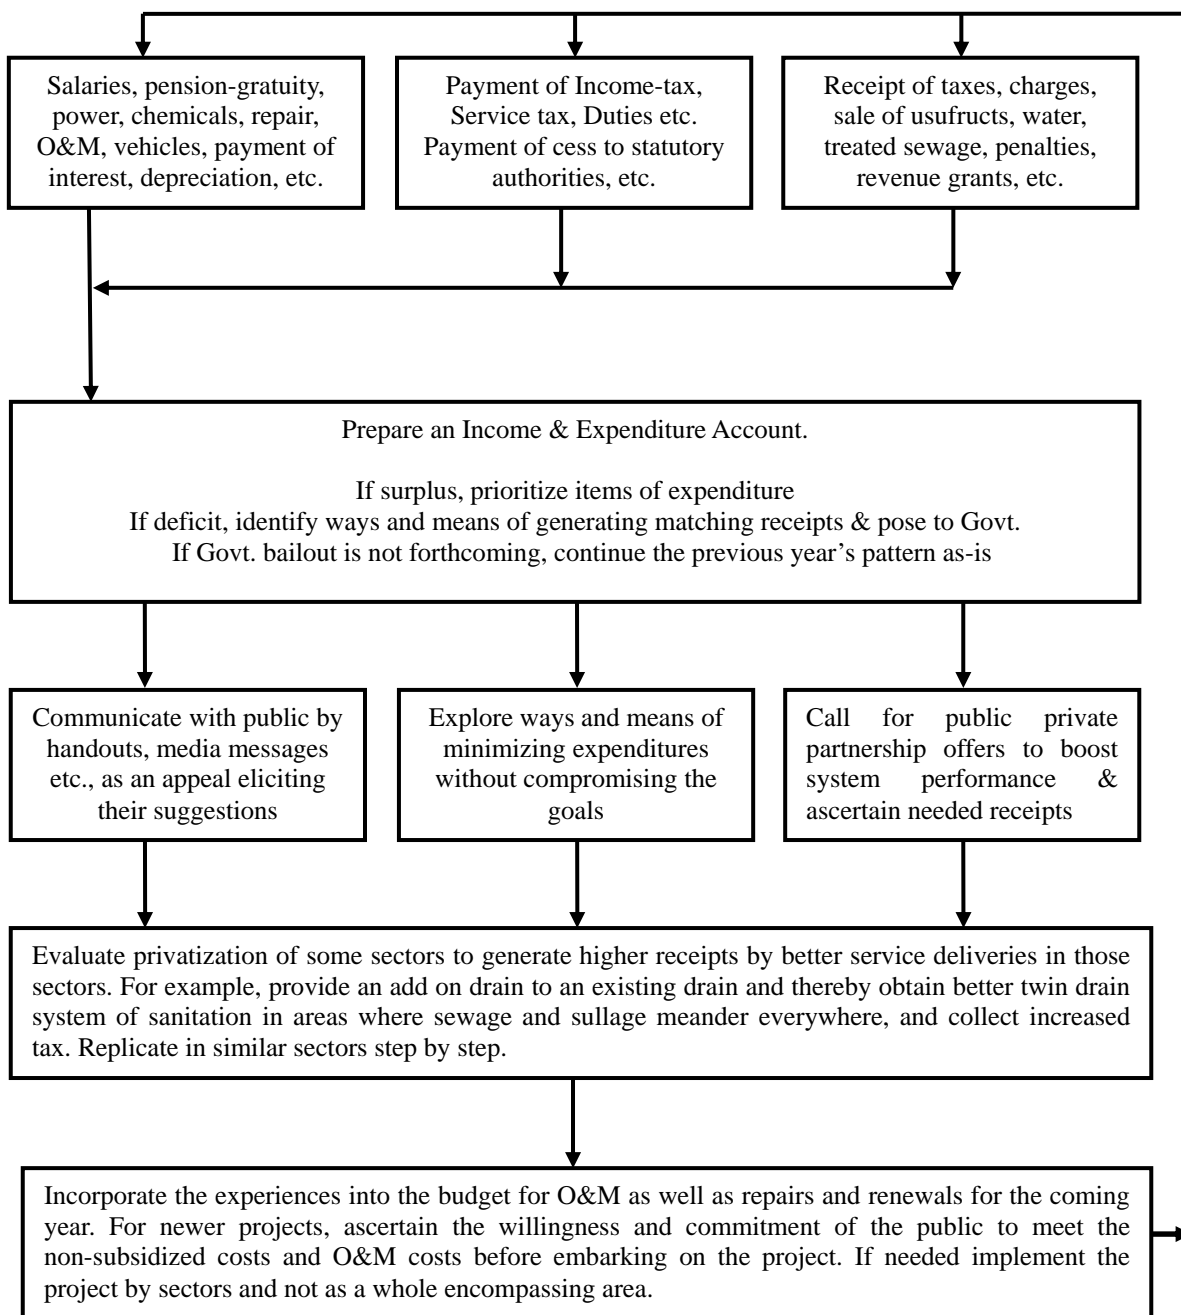 Salaries, pension-gratuity,
power, chemicals, repair,
O&M, vehicles, payment of
interest, depreciation, etc.
Payment of Income-tax,
Service tax, Duties etc.
Payment of cess to statutory
authorities, etc.
Receipt of taxes, charges,
sale of usufructs, water,
treated sewage, penalties,
revenue grants, etc.
Prepare an Income & Expenditure Account.
If surplus, prioritize items of expenditure
If deficit, identify ways and means of generating matching receipts & pose to Govt.
If Govt. bailout is not forthcoming, continue the previous year’s pattern as-is
Communicate with public by
handouts, media messages
etc., as an appeal eliciting
their suggestions
Explore ways and means of
minimizing expenditures
without compromising the
goals
Call for public private
partnership offers to boost
system performance &
ascertain needed receipts
Evaluate privatization of some sectors to generate higher receipts by better service deliveries in those
sectors. For example, provide an add on drain to an existing drain and thereby obtain better twin drain
system of sanitation in areas where sewage and sullage meander everywhere, and collect increased
tax. Replicate in similar sectors step by step.
Incorporate the experiences into the budget for O&M as well as repairs and renewals for the coming
year. For newer projects, ascertain the willingness and commitment of the public to meet the
non-subsidized costs and O&M costs before embarking on the project. If needed implement the
project by sectors and not as a whole encompassing area.